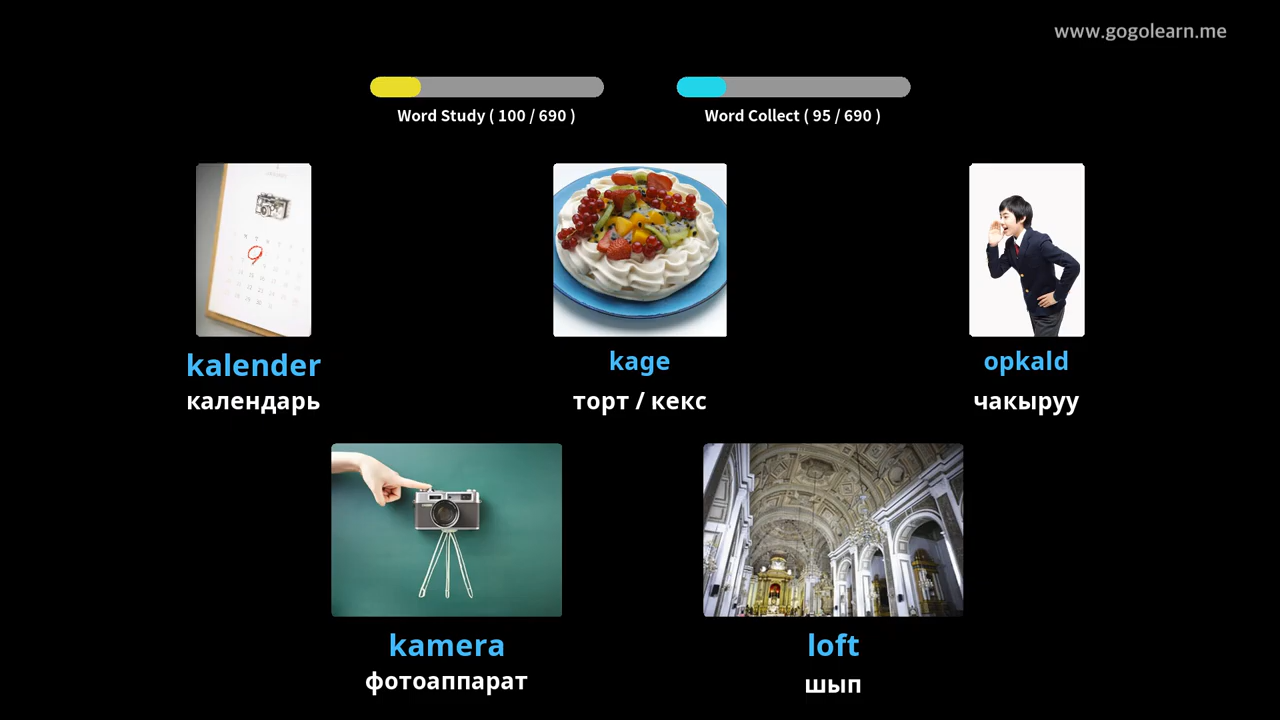 www.gogolearn.me
Word Study ( 100 / 690 )
Word Collect ( 95 / 690 )
kalender
календарь
kage
торт / кекс
opkald
чакыруу
kamera
фотоаппарат
loft
шып